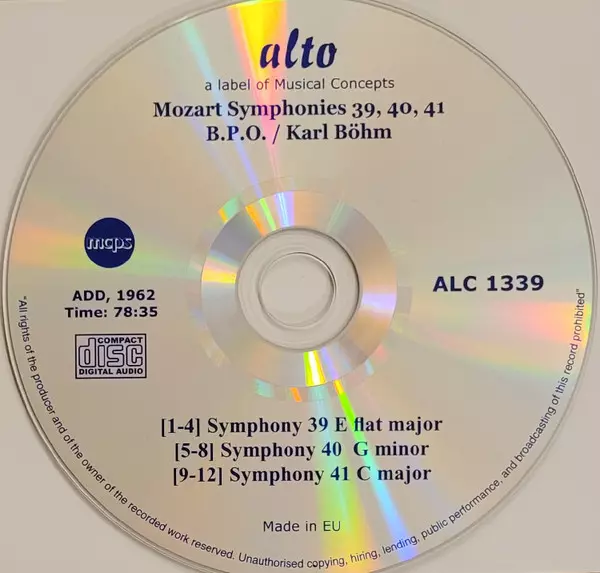 alto
a label of Musical Concepts
Mozart Symphonies 39, 40, 41
B.P.O. / Karl Böhm
mcps
ADD, 1962
Time: 78:35
ALC 1339
COMPACT
disc
DIGITAL AUDIO
[1-4] Symphony 39 E flat major
[5-8] Symphony 40 G minor
[9-12] Symphony 41 C major
Made in EU
"All rights of the producer and of the owner of the recorded work reserved. Unauthorised copying, hiring, lending, public performance, and broadcasting of this record prohibited"